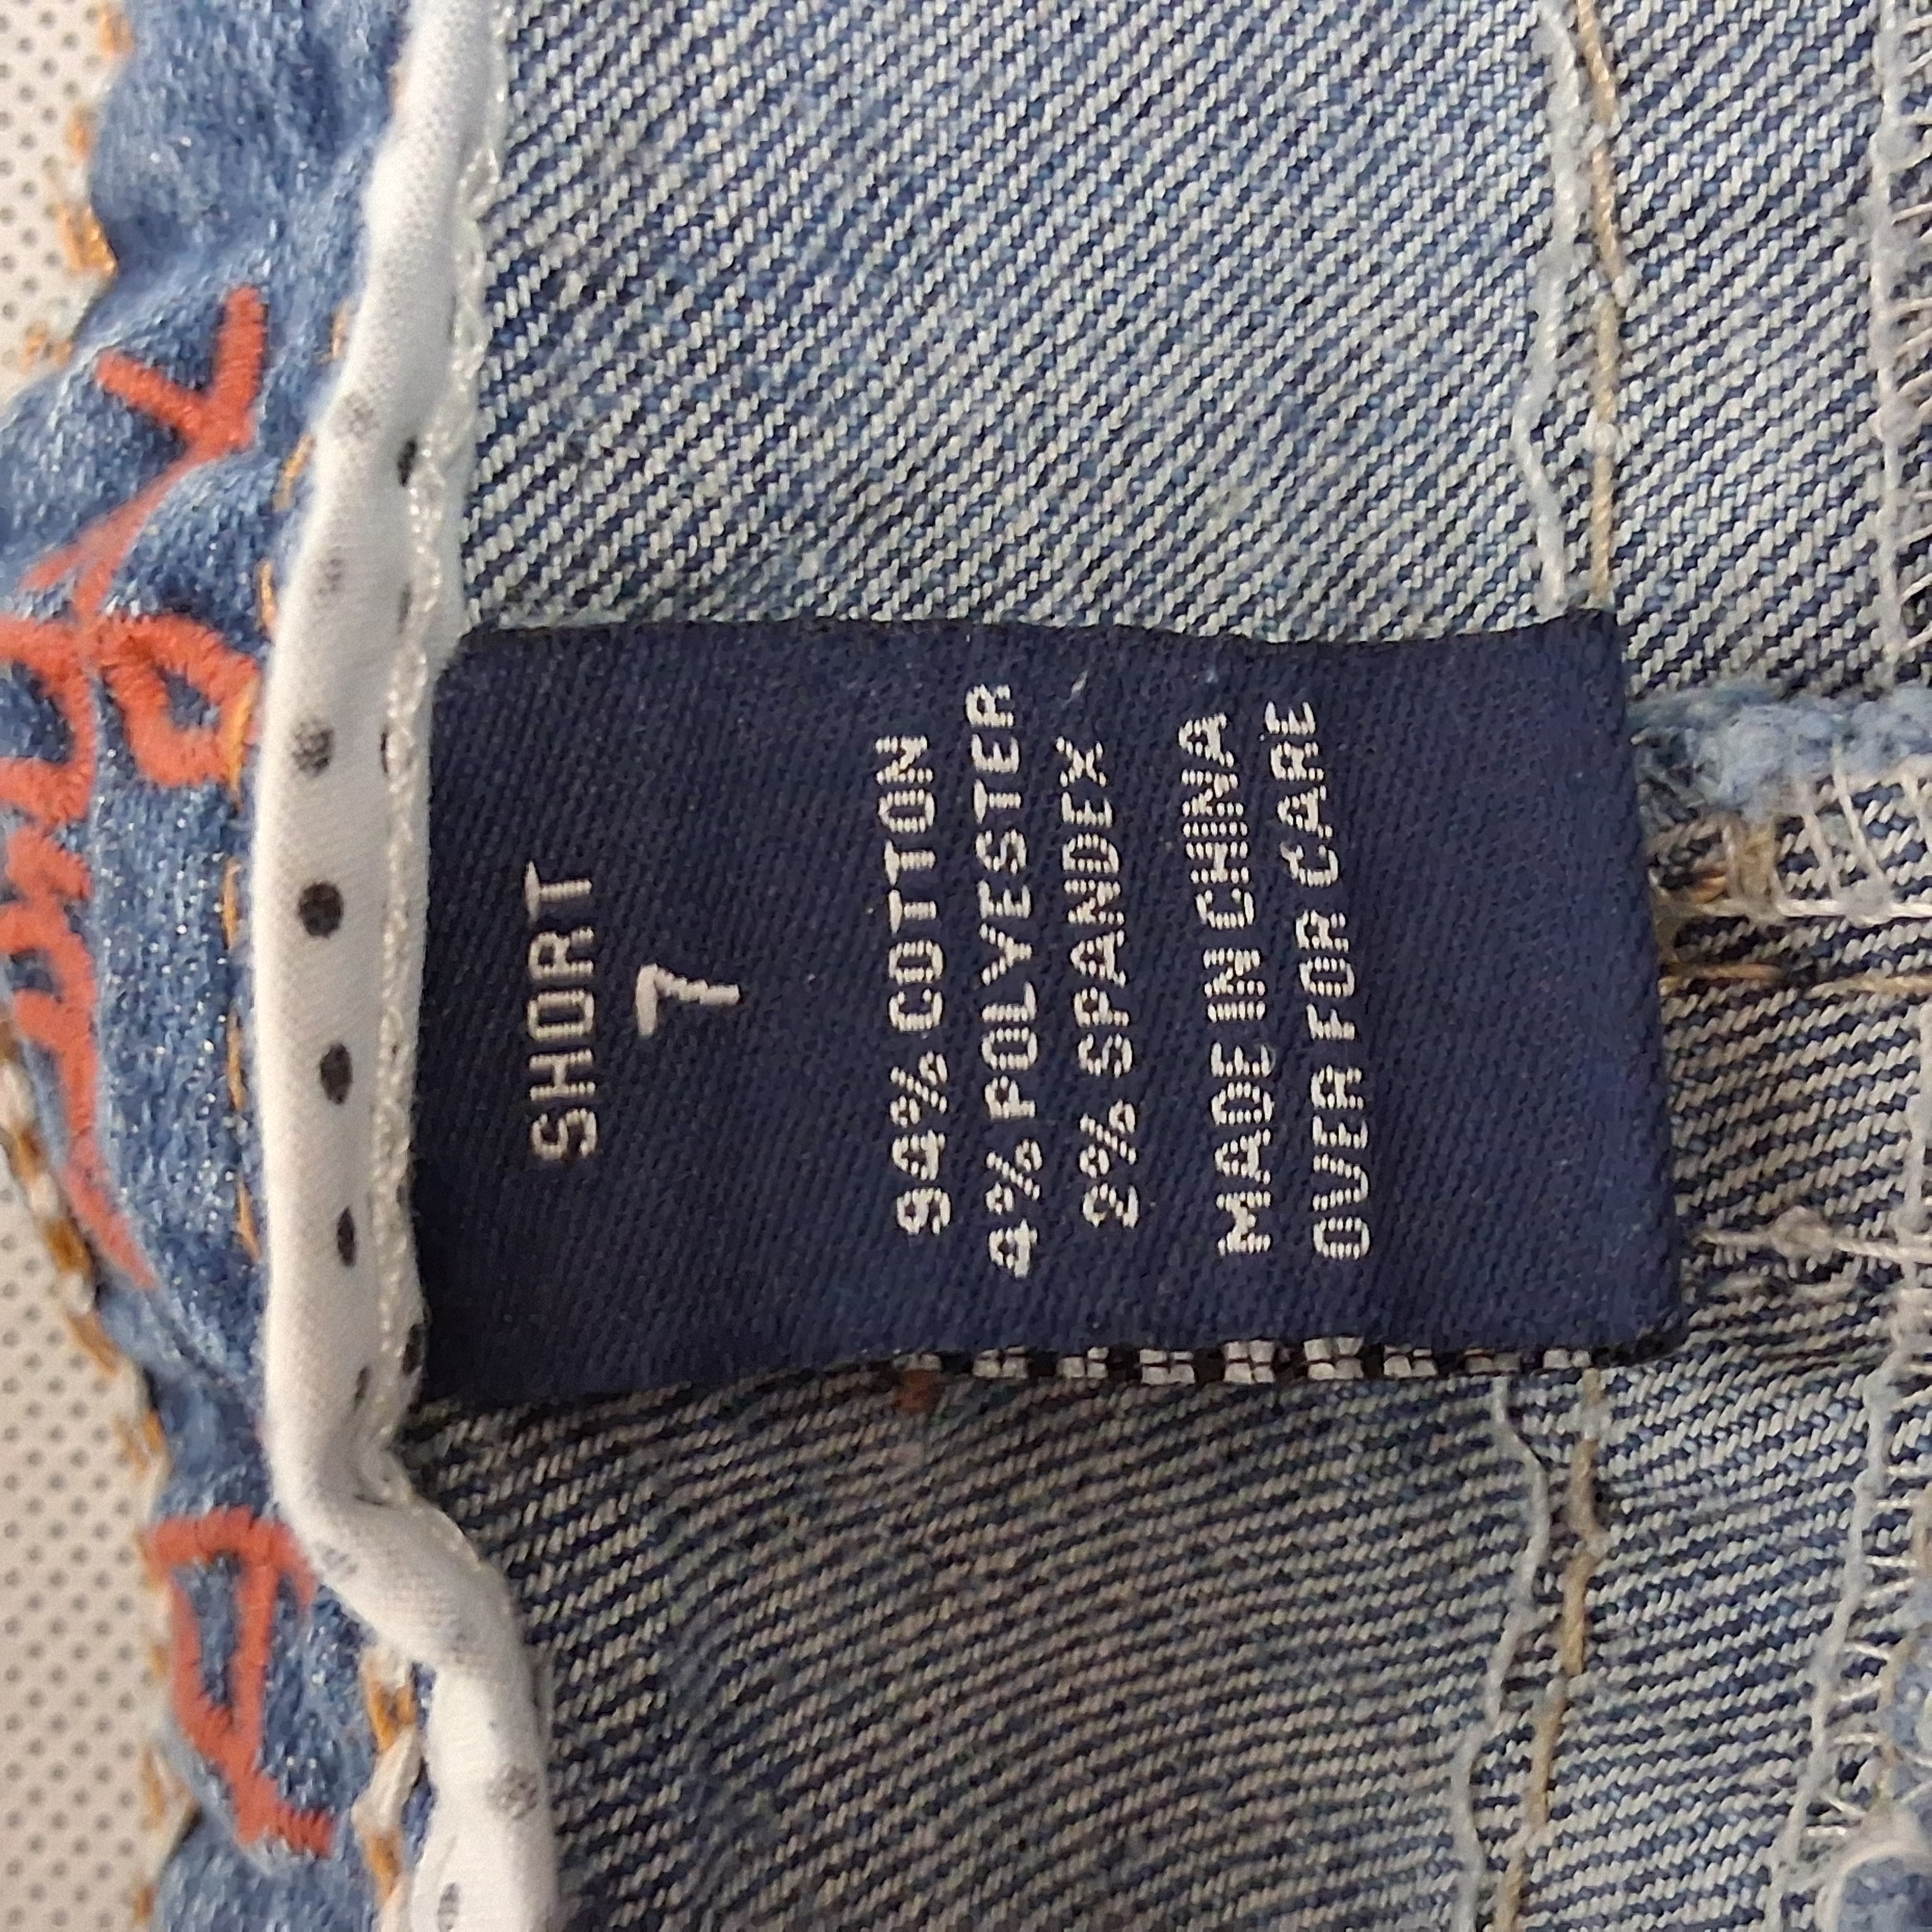 SHORT
7
94% COTTON
4% POLYESTER
2% SPANDEX
MADE IN CHINA
OVER FOR CARE